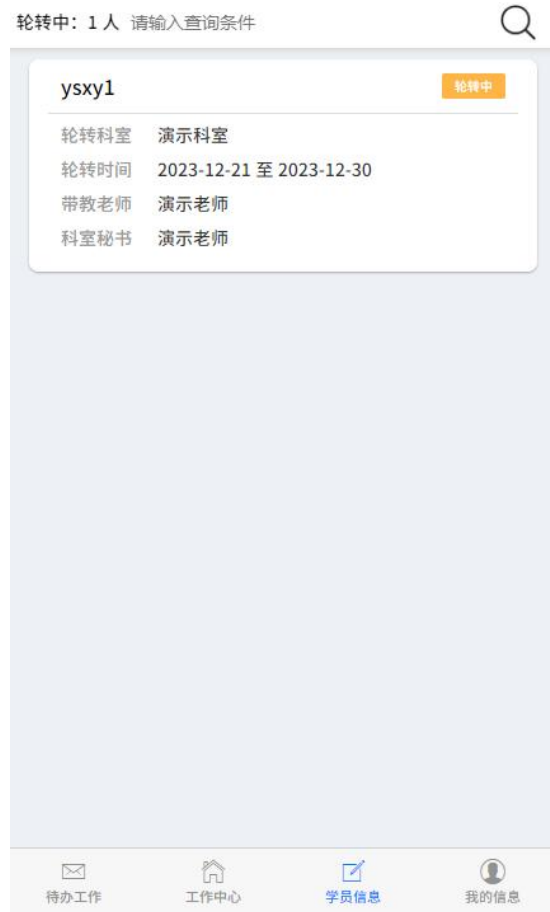 轮转中：1 人 请输入查询条件
ysxy1 轮转中
轮转科室 演示科室
轮转时间 2023-12-21 至 2023-12-30
带教老师 演示老师
科室秘书 演示老师
待办工作 工作中心 学员信息 我的信息